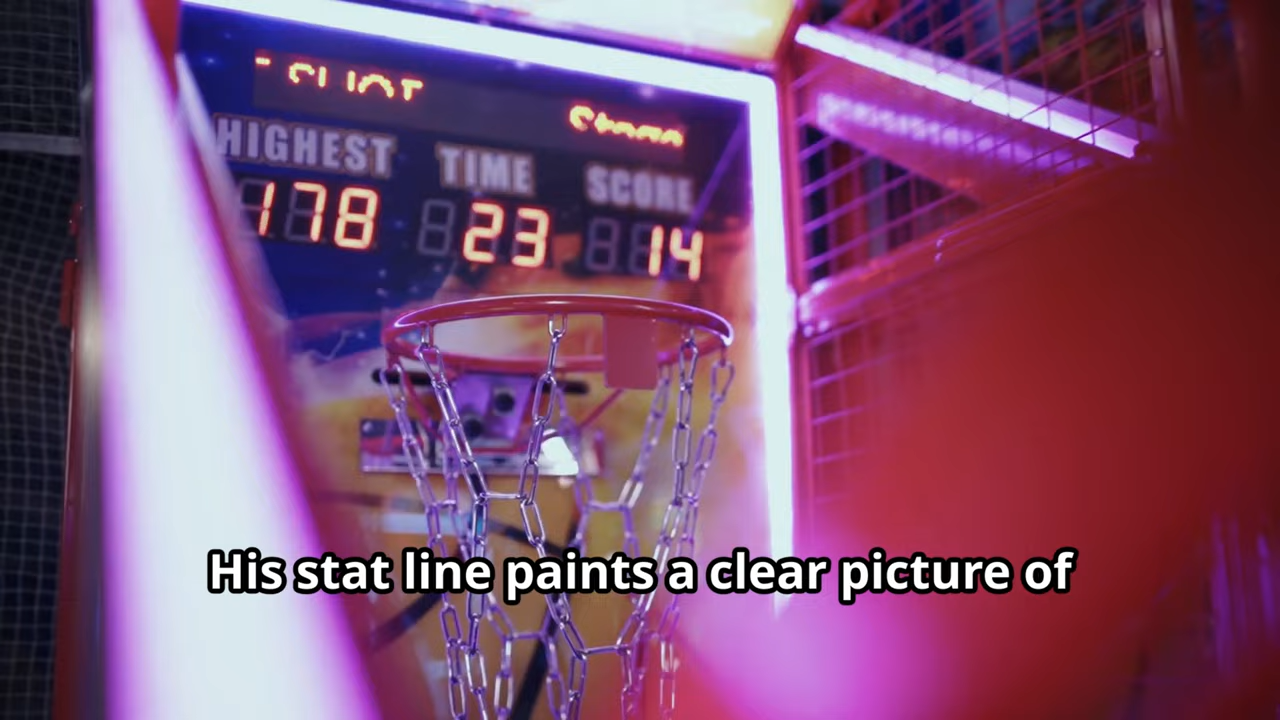 HIGHEST TIME SCORE
178 23 14
His stat line paints a clear picture of